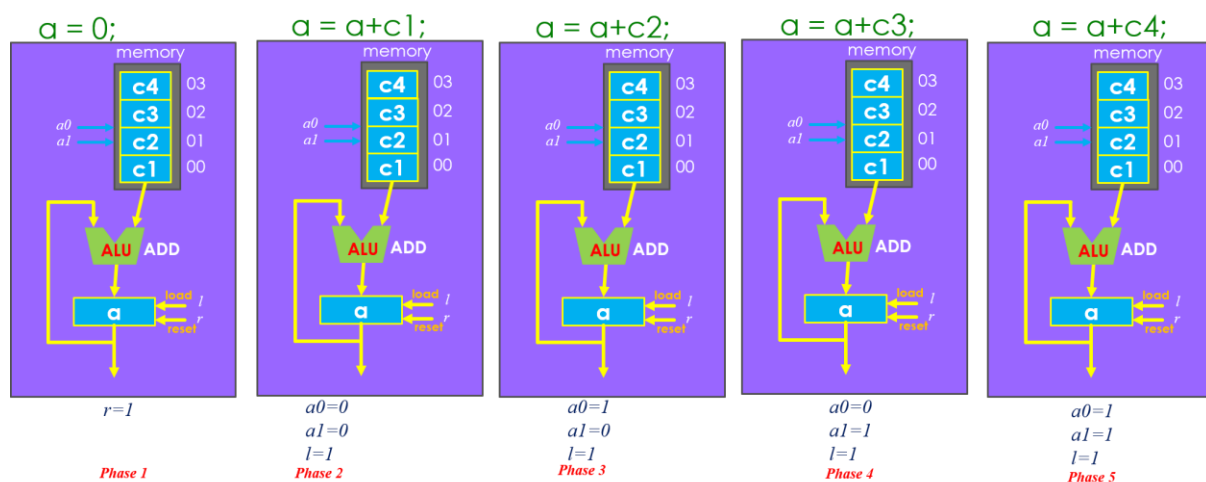 a = 0;
memory
c4 03
c3 02
a0
c2 01
a1
c1 00
ALU ADD
load
l
a
r
reset
r=1
Phase 1
a = a+c1;
memory
c4 03
c3 02
a0
c2 01
a1
c1 00
ALU ADD
load
l
a
r
reset
a0=0
a1=0
l=1
Phase 2
a = a+c2;
memory
c4 03
c3 02
a0
c2 01
a1
c1 00
ALU ADD
load
l
a
r
reset
a0=1
a1=0
l=1
Phase 3
a = a+c3;
memory
c4 03
c3 02
a0
c2 01
a1
c1 00
ALU ADD
load
l
a
r
reset
a0=0
a1=1
l=1
Phase 4
a = a+c4;
memory
c4 03
c3 02
a0
c2 01
a1
c1 00
ALU ADD
load
l
a
r
reset
a0=1
a1=1
l=1
Phase 5